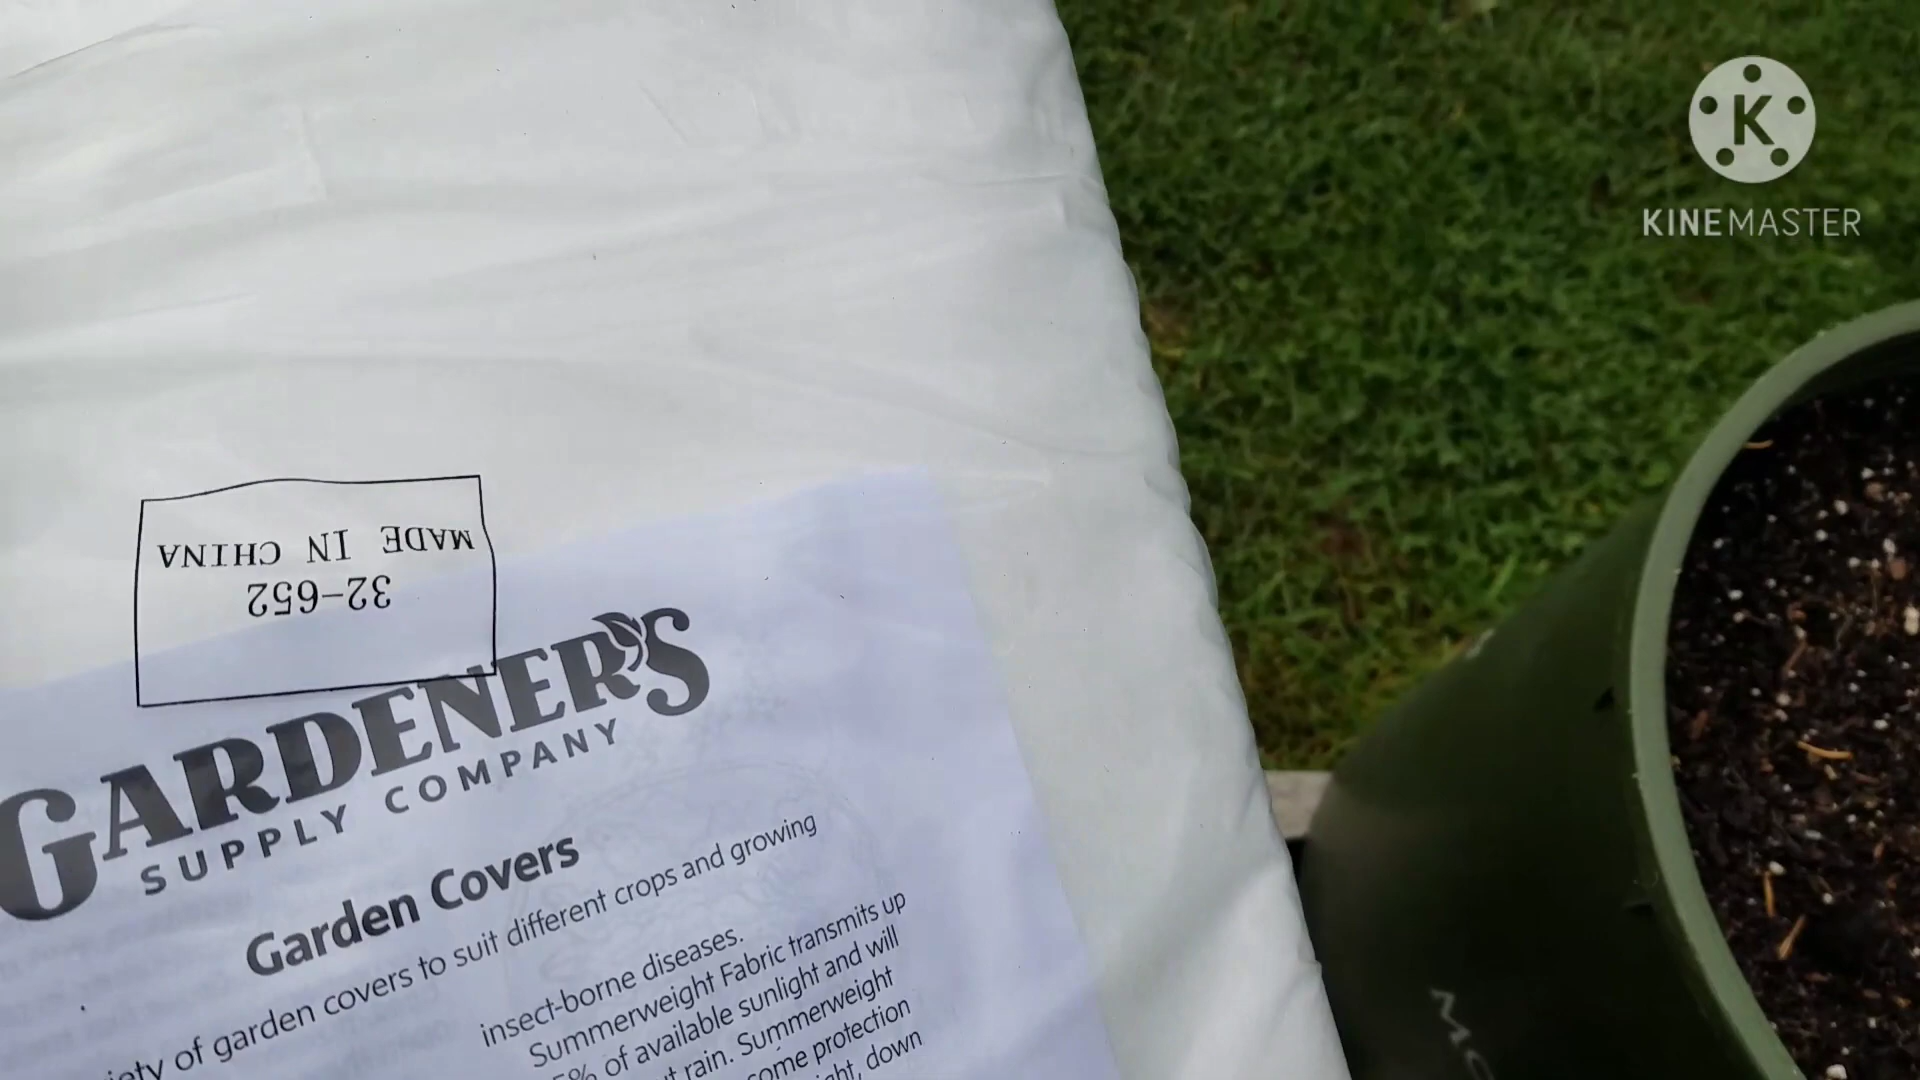 K
KINEMASTER
MADE IN CHINA
32-652
GARDENER'S
SUPPLY COMPANY
Garden Covers
of garden covers to suit different crops and growing
insect-borne diseases.
Summerweight Fabric transmits up
% of available sunlight and will
rain. Summerweight
some protection
down